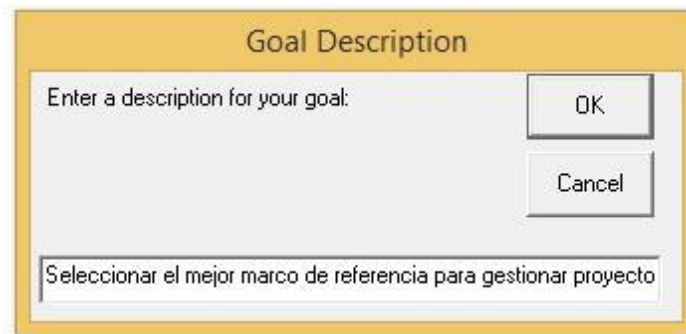 Goal Description
Enter a description for your goal:
OK
Cancel
Seleccionar el mejor marco de referencia para gestionar proyecto